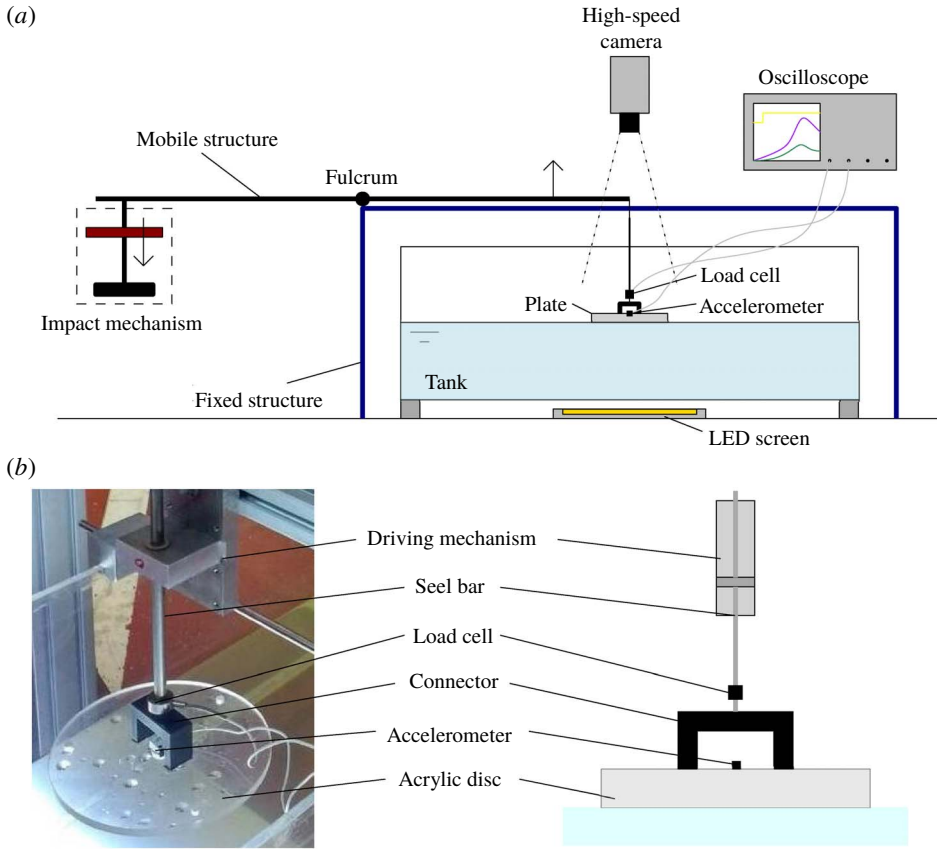 (a)
High-speed
camera
Oscilloscope
Mobile structure
Fulcrum
Load cell
Plate
Accelerometer
Impact mechanism
Tank
Fixed structure
LED screen
(b)
Driving mechanism
Seel bar
Load cell
Connector
Accelerometer
Acrylic disc